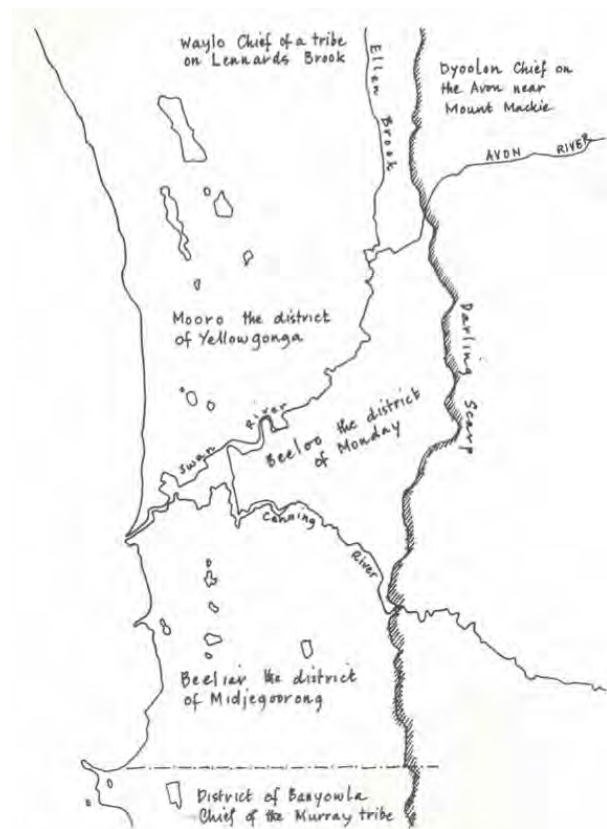 Waylo Chief of a tribe
on Lennards Brook
Ellen Brook
Dyoolon Chief on
the Avon near
Mount Mackie
AVON RIVER
Mooro the district
of Yellowgonga
Darling Scarp
Swan River
Beeloo the district
of Monday
Canning River
Beeliar the district
of Midjegoorong
District of Banyowla
Chief of the Murray tribe